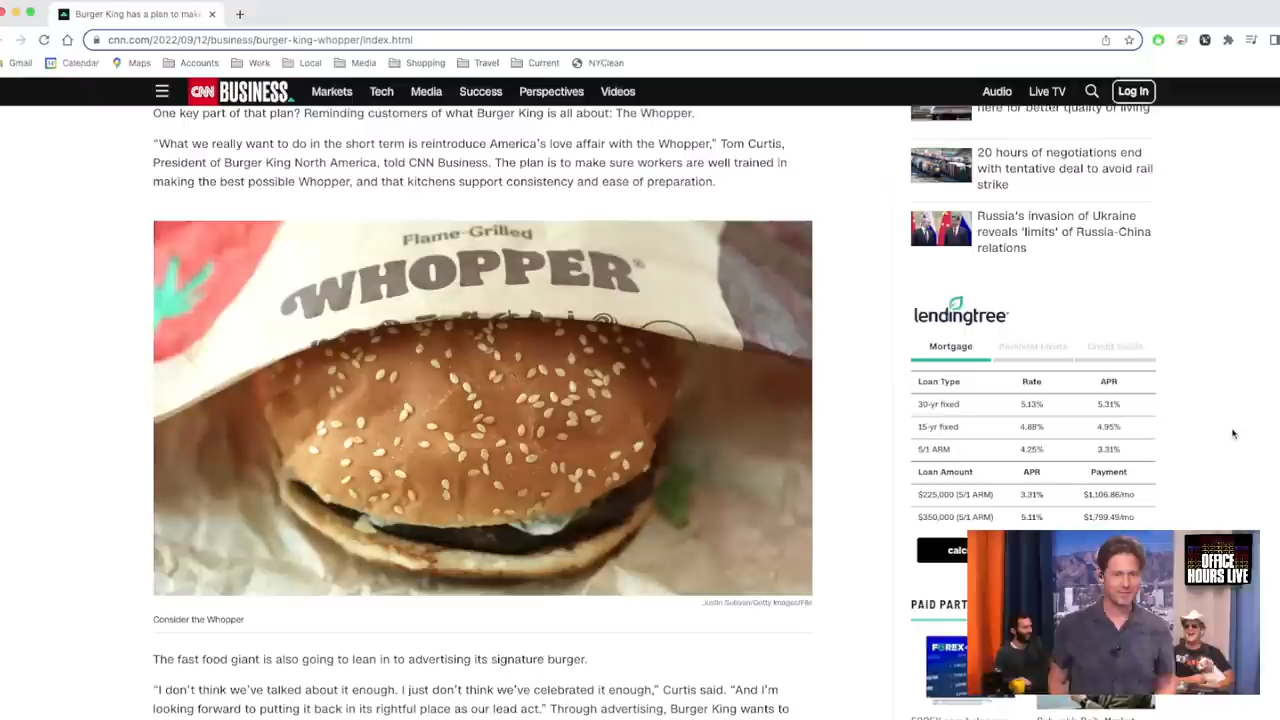 Burger King has a plan to mak
cnn.com/2022/09/12/business/burger-king-whopper/index.html
Gmail
Calendar
Maps
Accounts
Work
Local
Media
Shopping
Travel
Current
NYClean
CNN BUSINESS
Markets
Tech
Media
Success
Perspectives
Videos
Audio
Live TV
Log In
One key part of that plan? Reminding customers of what Burger King is all about: The Whopper.
“What we really want to do in the short term is reintroduce America’s love affair with the Whopper,” Tom Curtis,
President of Burger King North America, told CNN Business. The plan is to make sure workers are well trained in
making the best possible Whopper, and that kitchens support consistency and ease of preparation.
Flame-Grilled
WHOPPER®
Justin Sullivan/Getty Images/File
Consider the Whopper
The fast food giant is also going to lean in to advertising its signature burger.
“I don’t think we’ve talked about it enough. I just don’t think we’ve celebrated it enough,” Curtis said. “And I’m
looking forward to putting it back in its rightful place as our lead act.” Through advertising, Burger King wants to
here for better quality of living
20 hours of negotiations end
with tentative deal to avoid rail
strike
Russia's invasion of Ukraine
reveals 'limits' of Russia-China
relations
lendingtree
Mortgage
Personal Loans
Credit Cards
Loan Type Rate APR
30-yr fixed 5.13% 5.31%
15-yr fixed 4.88% 4.95%
5/1 ARM 4.25% 3.31%
Loan Amount APR Payment
$225,000 (5/1 ARM) 3.31% $1,106.86/mo
$350,000 (5/1 ARM) 5.11% $1,799.49/mo
calc
PAID PART
FOREX
OFFICE
HOURS LIVE